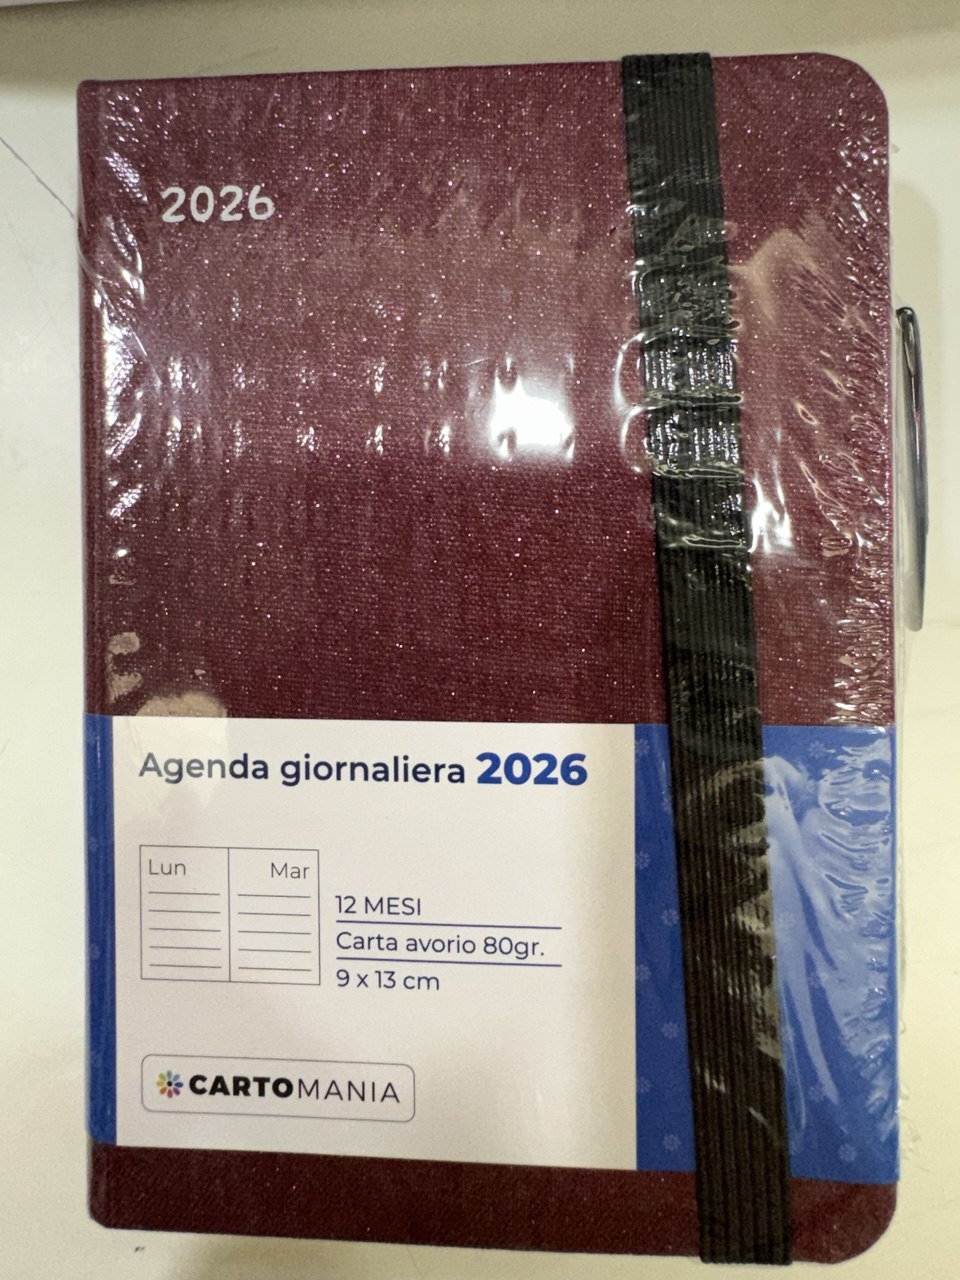 2026
Agenda giornaliera 2026
Lun Mar
12 MESI
Carta avorio 80gr.
9 x 13 cm
CARTOMANIA